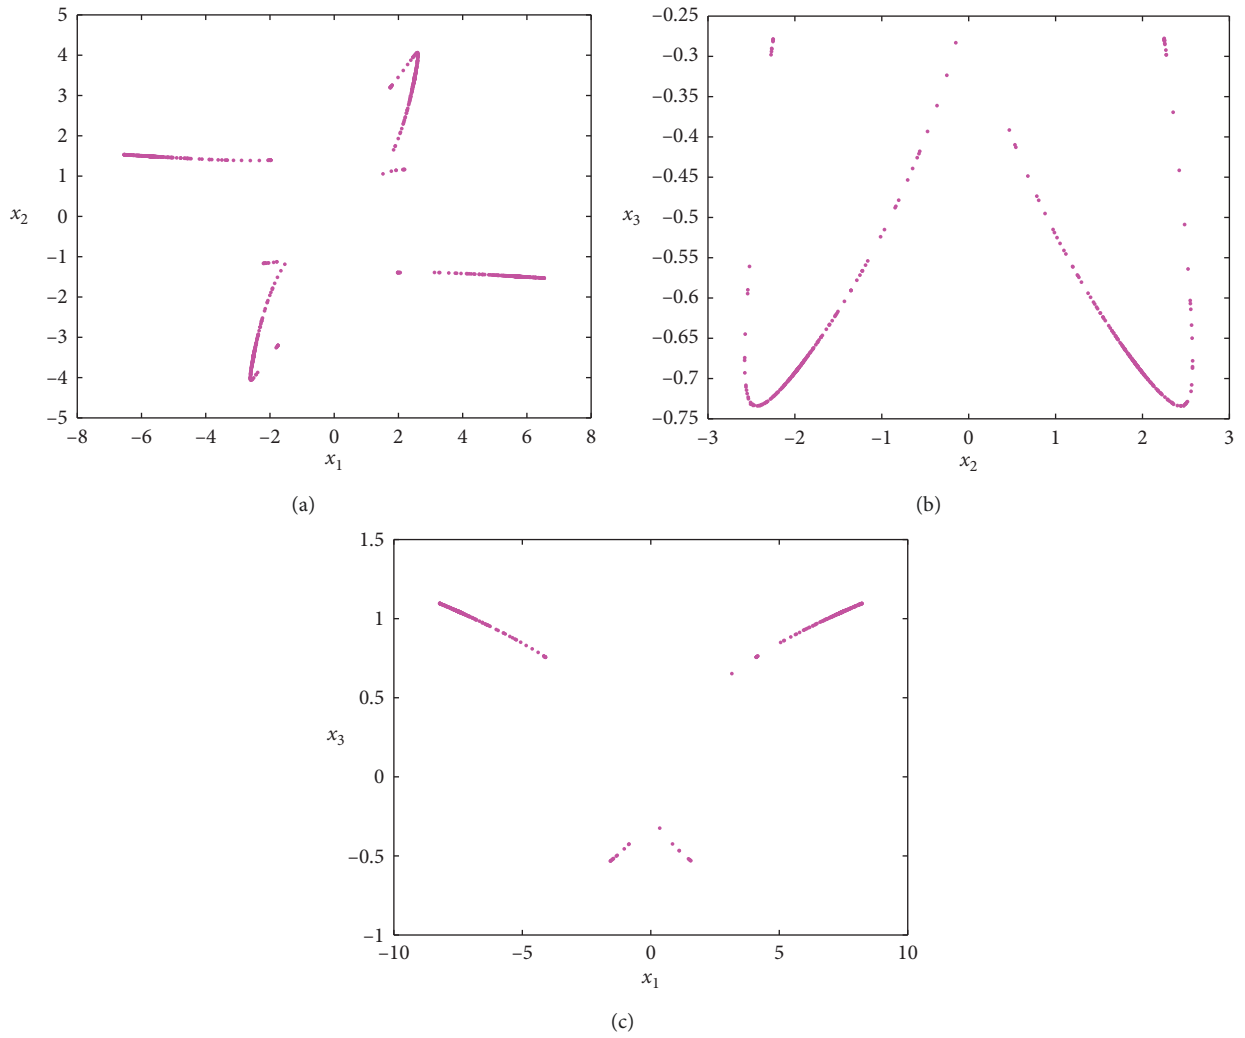 5
4
3
2
1
x2 0
–1
–2
–3
–4
–5
–8 –6 –4 –2 0 2 4 6 8
x1
(a)
–0.25
–0.3
–0.35
–0.4
–0.45
x3 –0.5
–0.55
–0.6
–0.65
–0.7
–0.75
–3 –2 –1 0 1 2 3
x2
(b)
1.5
1
0.5
x3
0
–0.5
–1
–10 –5 0 5 10
x1
(c)